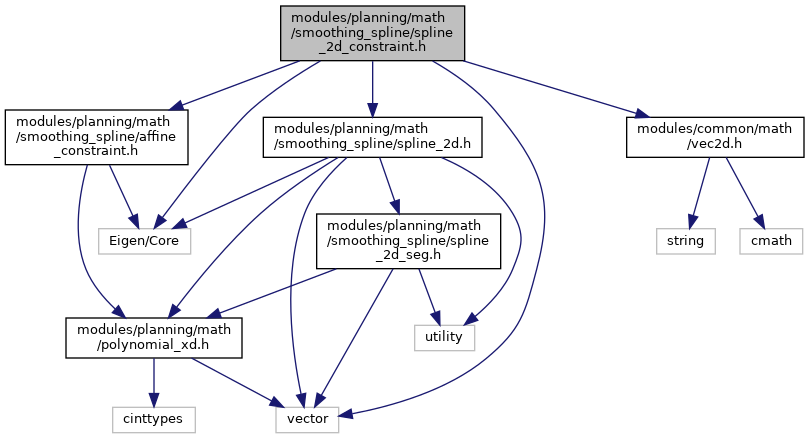 modules/planning/math
/smoothing_spline/spline
_2d_constraint.h
modules/planning/math
/smoothing_spline/affine
_constraint.h
modules/planning/math
/smoothing_spline/spline_2d.h
modules/common/math
/vec2d.h
Eigen/Core
modules/planning/math
/smoothing_spline/spline
_2d_seg.h
string
cmath
modules/planning/math
/polynomial_xd.h
utility
cinttypes
vector